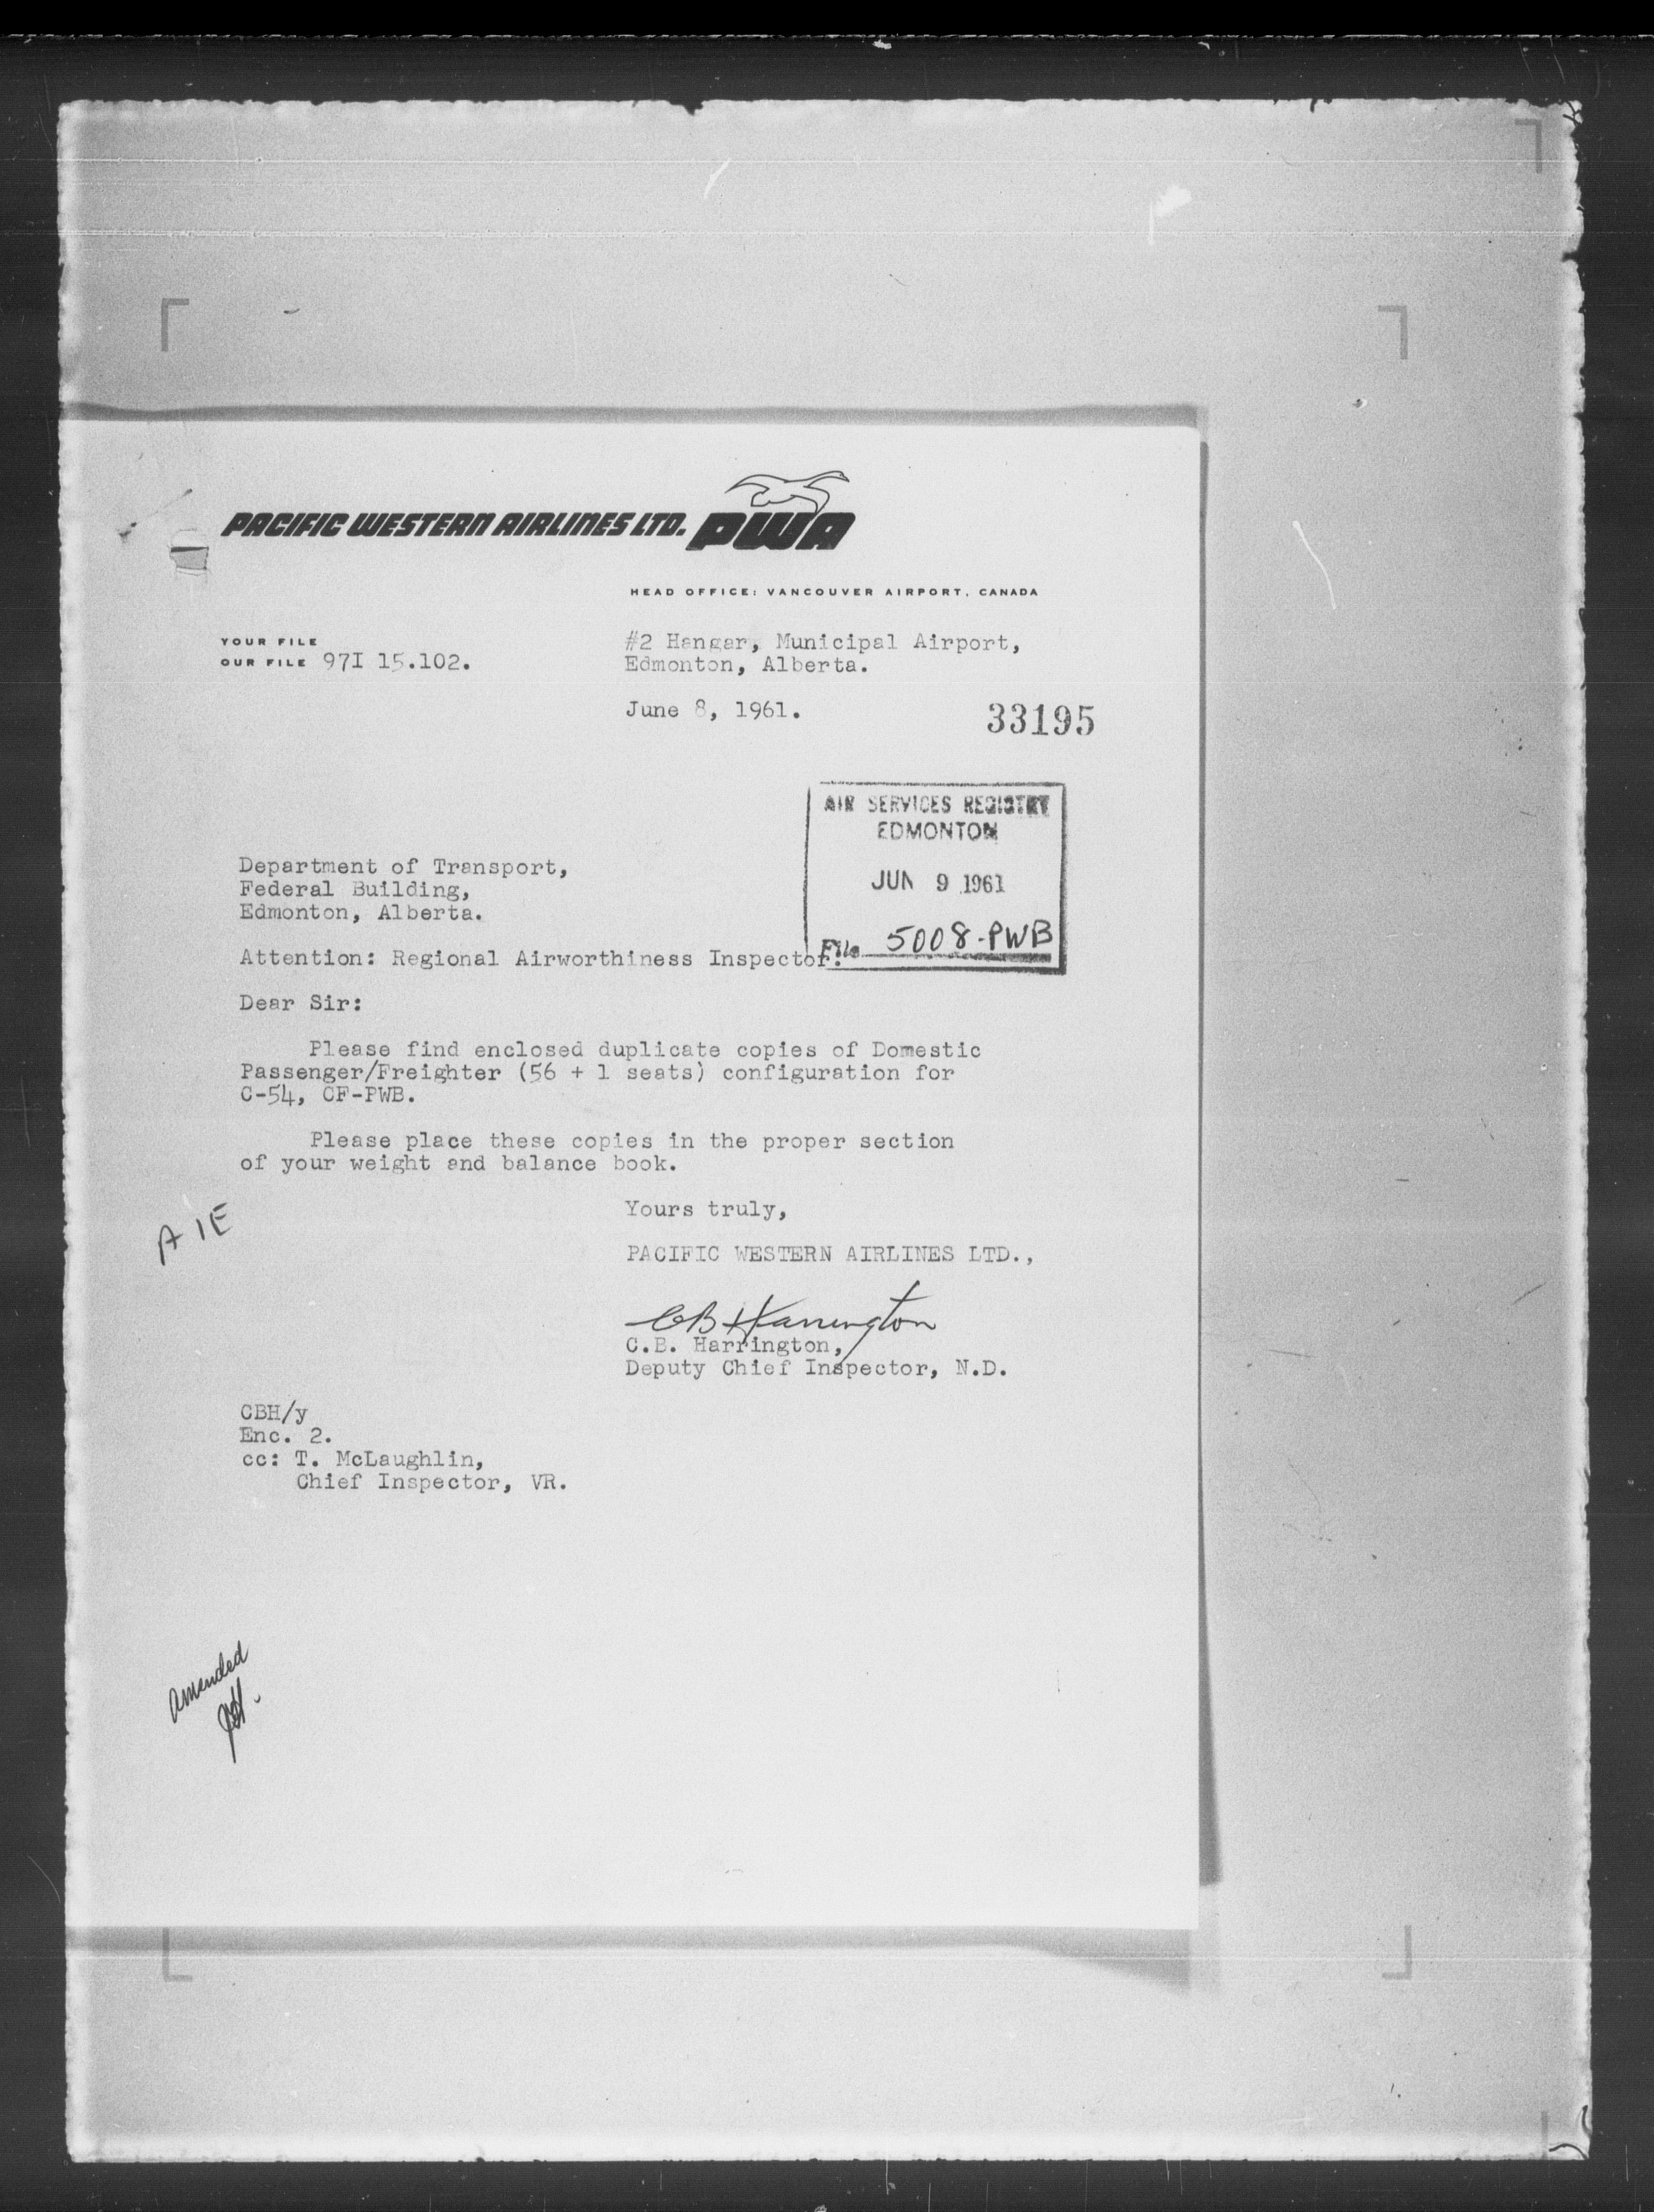 PACIFIC WESTERN AIRLINES LTD. PWA
HEAD OFFICE: VANCOUVER AIRPORT, CANADA
YOUR FILE
OUR FILE 97I 15.102.
#2 Hangar, Municipal Airport,
Edmonton, Alberta.
June 8, 1961.
33195
AIR SERVICES REGISTRY
EDMONTON
JUN 9 1961
File 5008-PWB
Department of Transport,
Federal Building,
Edmonton, Alberta.
Attention: Regional Airworthiness Inspector.
Dear Sir:
Please find enclosed duplicate copies of Domestic
Passenger/Freighter (56 + 1 seats) configuration for
C-54, CF-PWB.
Please place these copies in the proper section
of your weight and balance book.
Yours truly,
A1E
PACIFIC WESTERN AIRLINES LTD.,
CB Harrington
C.B. Harrington,
Deputy Chief Inspector, N.D.
CBH/y
Enc. 2.
cc: T. McLaughlin,
Chief Inspector, VR.
Amended